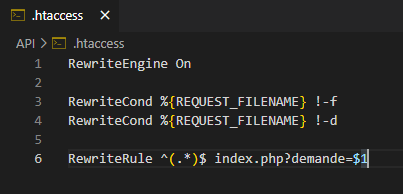 .htaccess
API > .htaccess
1 RewriteEngine On
2
3 RewriteCond %{REQUEST_FILENAME} !-f
4 RewriteCond %{REQUEST_FILENAME} !-d
5
6 RewriteRule ^(.*)$ index.php?demande=$1